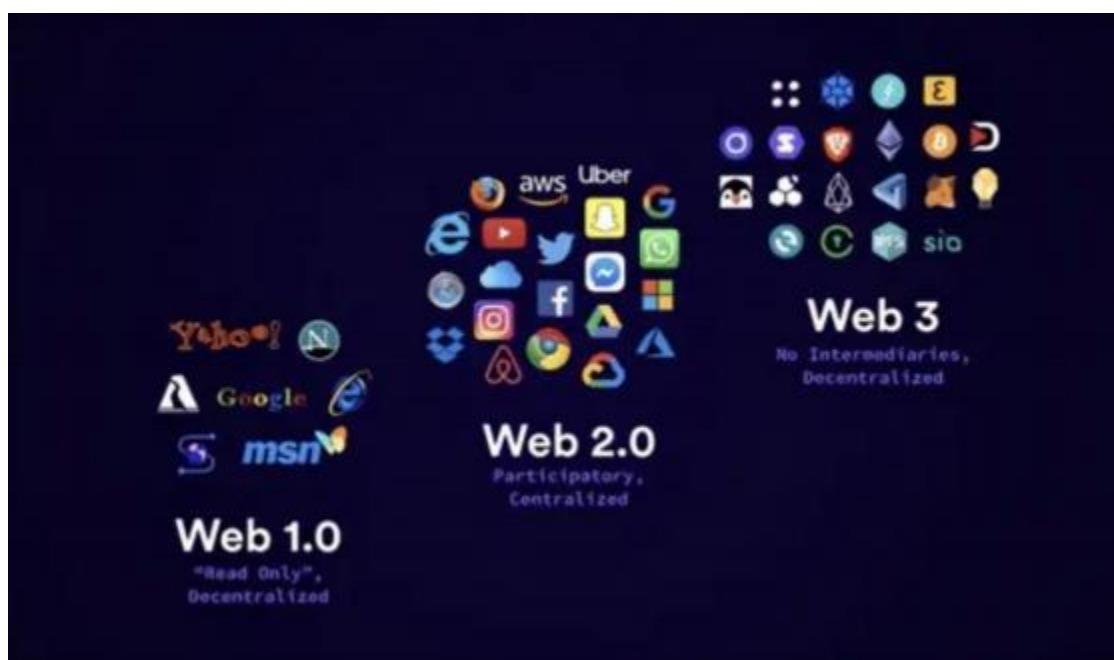 Yahoo!
N
Google
msn
Web 1.0
"Read Only",
Decentralized
aws
Uber
G
Web 2.0
Participatory,
Centralized
sia
Web 3
No Intermediaries,
Decentralized